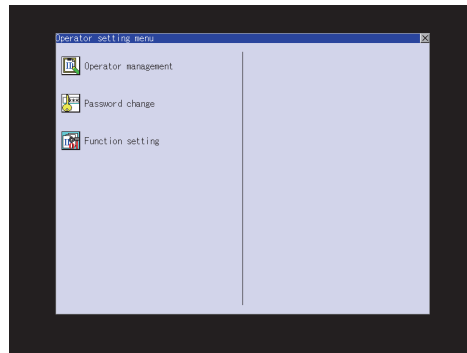 Operator setting menu
Operator management
Password change
Function setting